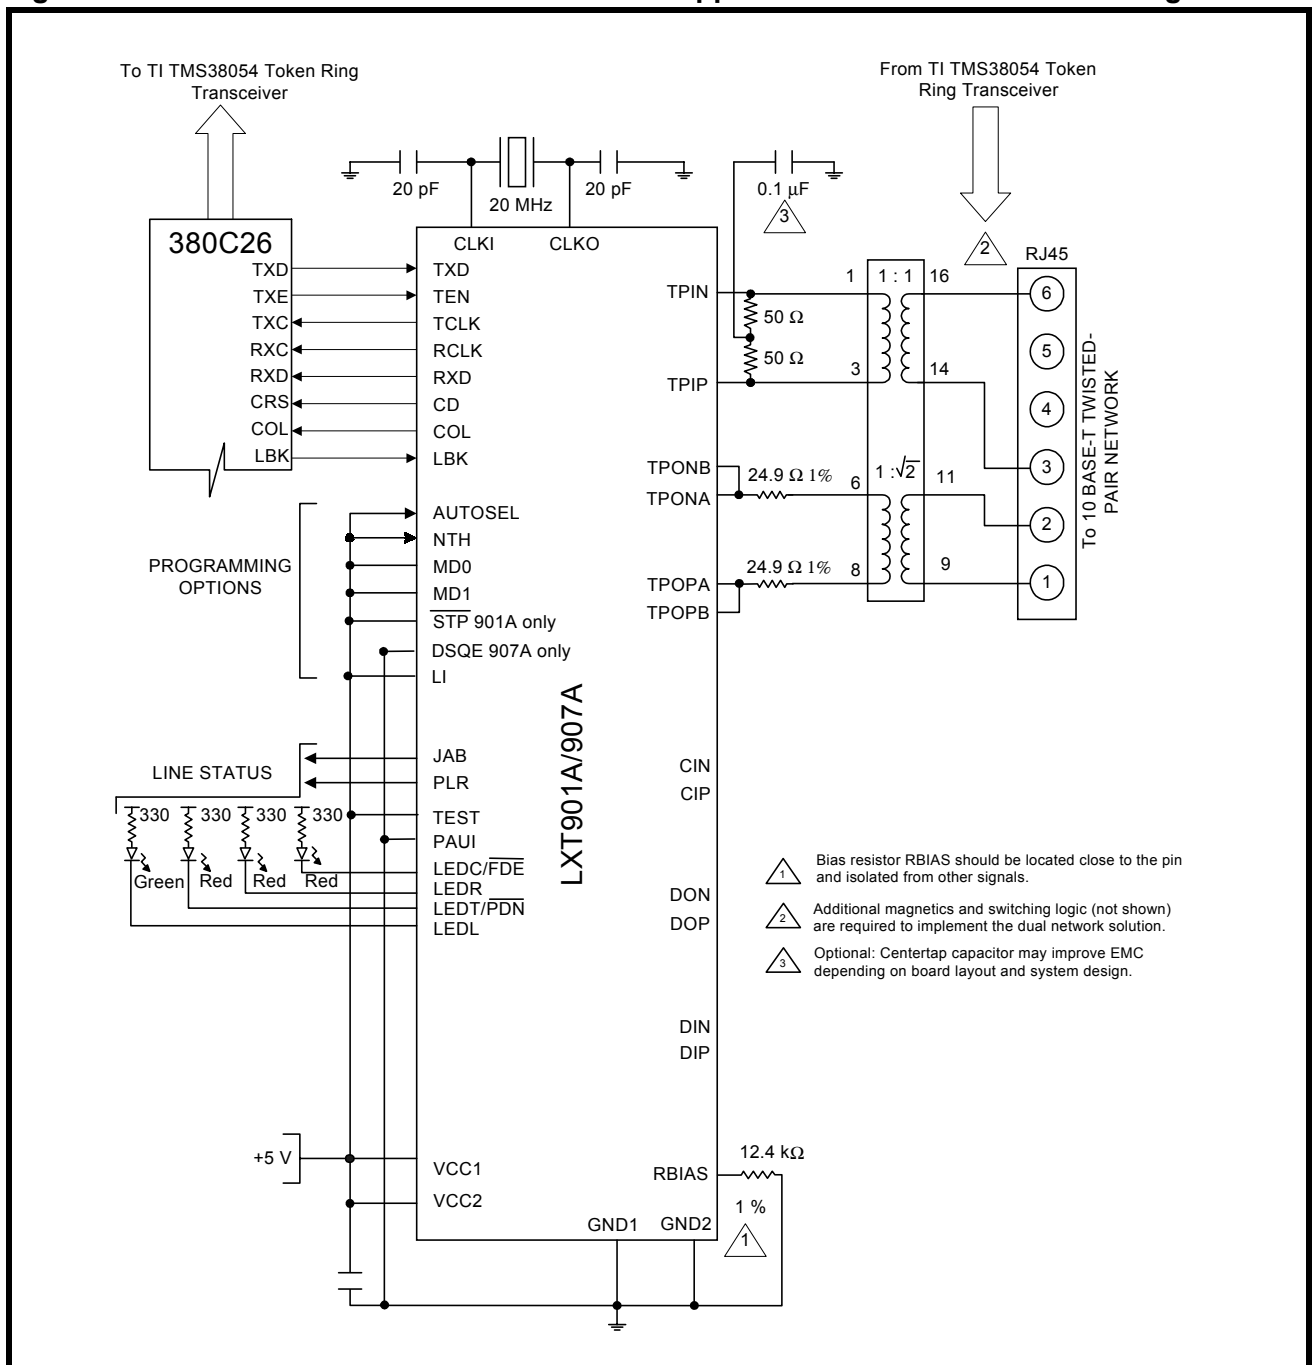 To TI TMS38054 Token Ring
Transceiver
From TI TMS38054 Token
Ring Transceiver
20 pF
20 MHz
20 pF
0.1 µF
3
2
RJ45
380C26
TXD
TXE
TXC
RXC
RXD
CRS
COL
LBK
CLKI
CLKO
TXD
TEN
TCLK
RCLK
RXD
CD
COL
LBK
AUTOSEL
NTH
MD0
MD1
STP 901A only
DSQE 907A only
LI
PROGRAMMING
OPTIONS
JAB
PLR
LINE STATUS
TEST
PAUI
LEDC/FDE
LEDR
LEDT/PDN
LEDL
330
330
330
330
Green
Red
Red
Red
+5 V
VCC1
VCC2
GND1
GND2
LXT901A/907A
TPIN
TPIP
50 Ω
50 Ω
1
1 : 1
16
3
14
TPONB
TPONA
24.9 Ω 1%
6
1 :√2
11
TPOPA
TPOPB
24.9 Ω 1%
8
9
6
5
4
3
2
1
To 10 BASE-T TWISTED-
PAIR NETWORK
CIN
CIP
DON
DOP
DIN
DIP
RBIAS
12.4 kΩ
1 %
1
1 Bias resistor RBIAS should be located close to the pin
and isolated from other signals.
2 Additional magnetics and switching logic (not shown)
are required to implement the dual network solution.
3 Optional: Centertap capacitor may improve EMC
depending on board layout and system design.